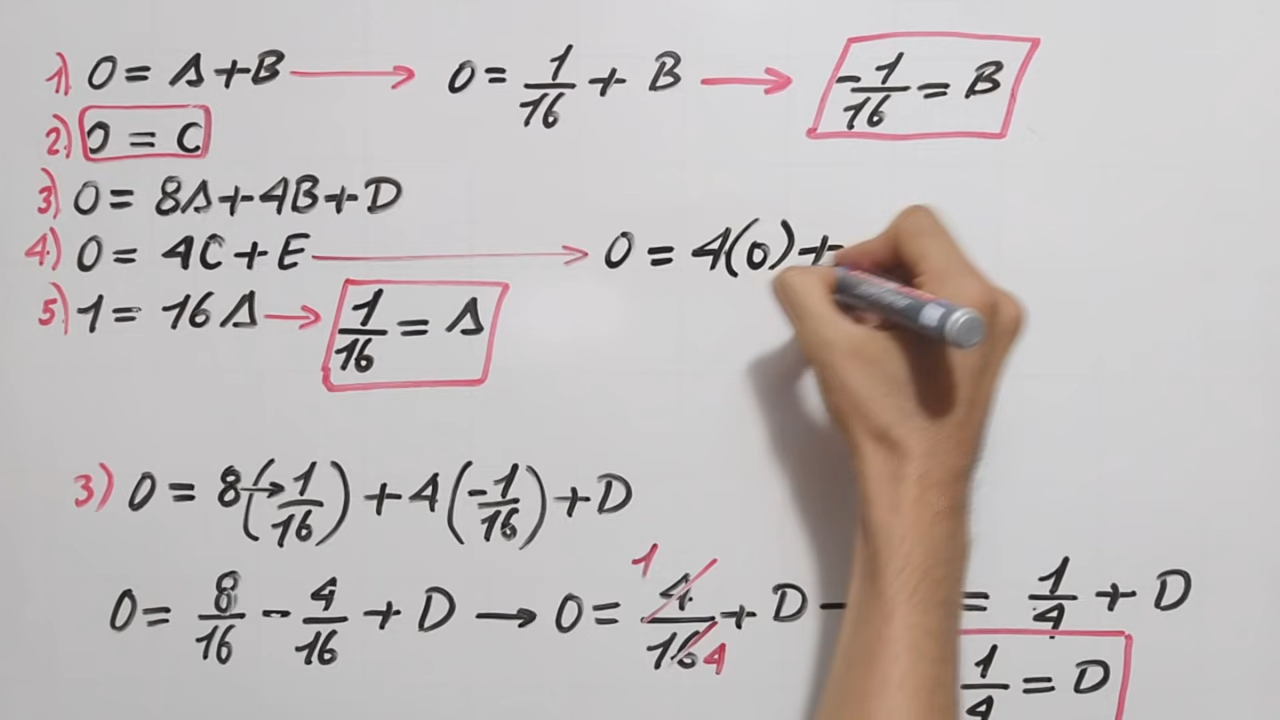 1) 0 = A + B → 0 = 1/16 + B → -1/16 = B
2) 0 = C
3) 0 = 8A + 4B + D
4) 0 = 4C + E → 0 = 4(0) +
5) 1 = 16A → 1/16 = A
3) 0 = 8(1/16) + 4(-1/16) + D
0 = 8/16 - 4/16 + D → 0 = 4/16 + D - = 1/4 + D
1 4
1/4 = D